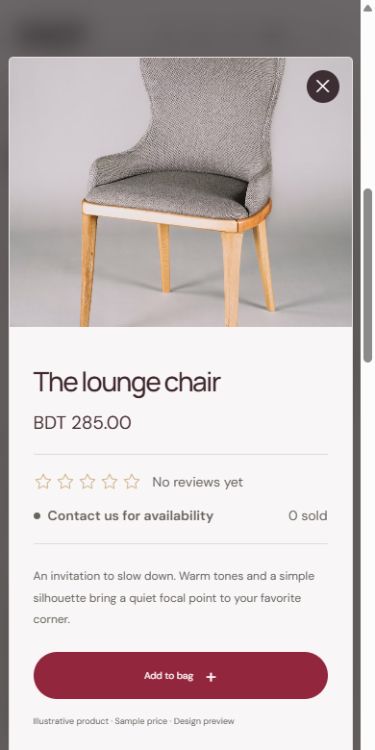 The lounge chair
BDT 285.00
No reviews yet
Contact us for availability
0 sold
An invitation to slow down. Warm tones and a simple
silhouette bring a quiet focal point to your favorite
corner.
Add to bag +
Illustrative product · Sample price · Design preview